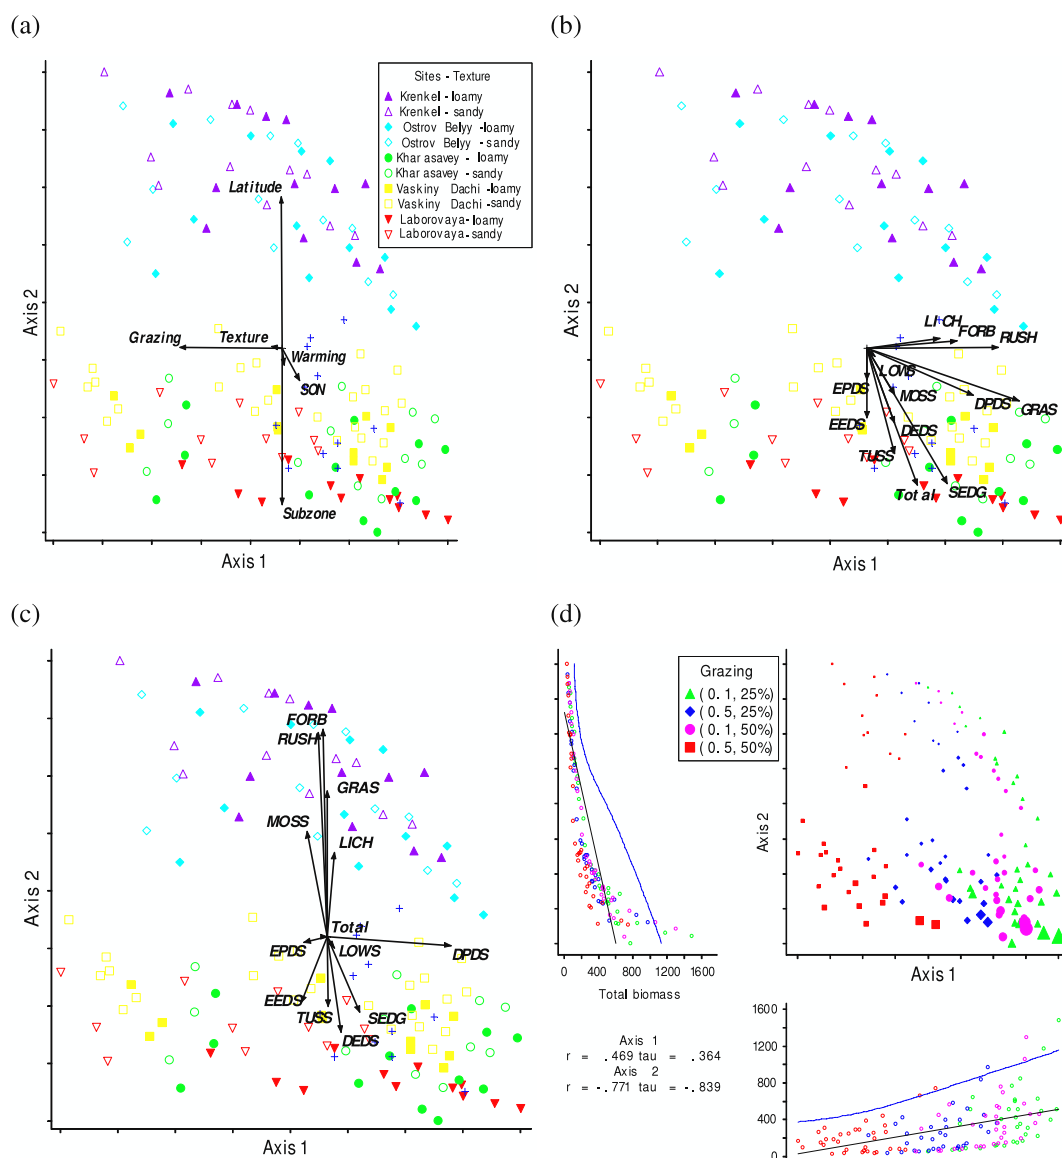 (a)
Sites - Texture
Krenkel - loamy
Krenkel - sandy
Ostrov Belyy - loamy
Ostrov Belyy - sandy
Kharasavey - loamy
Kharasavey - sandy
Vaskiny Dachi - loamy
Vaskiny Dachi - sandy
Laborovaya - loamy
Laborovaya - sandy
Latitude
Grazing
Texture
Warming
SON
Subzone
Axis 2
Axis 1
(b)
LICH
FORB
RUSH
LOWS
EPDS
MOSS
DPDS
GRAS
EEDS
DEDS
TUSS
Total
SEDG
Axis 2
Axis 1
(c)
FORB
RUSH
GRAS
MOSS
LICH
Total
EPDS
LOWS
DPDS
EEDS
TUSS
SEDG
DEDS
Axis 2
Axis 1
(d)
Grazing
(0.1, 25%)
(0.5, 25%)
(0.1, 50%)
(0.5, 50%)
Axis 2
Axis 1
0 400 800 1200 1600
Total biomass
Axis 1
r = .469 tau = .364
Axis 2
r = -.771 tau = -.839
1600
1200
800
400
0